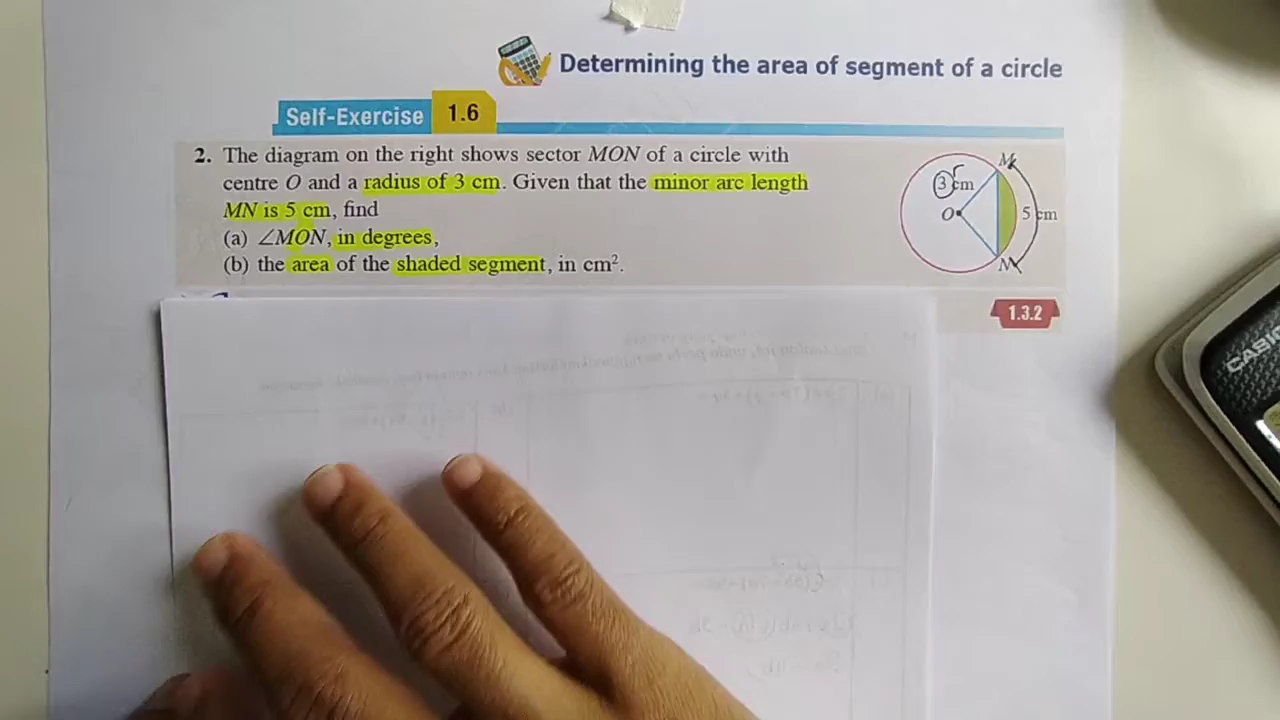 Determining the area of segment of a circle
Self-Exercise 1.6
2. The diagram on the right shows sector MON of a circle with
centre O and a radius of 3 cm. Given that the minor arc length
MN is 5 cm, find
(a) ∠MON, in degrees,
(b) the area of the shaded segment, in cm².
M
3 cm
O
5 cm
N
1.3.2
CASIO